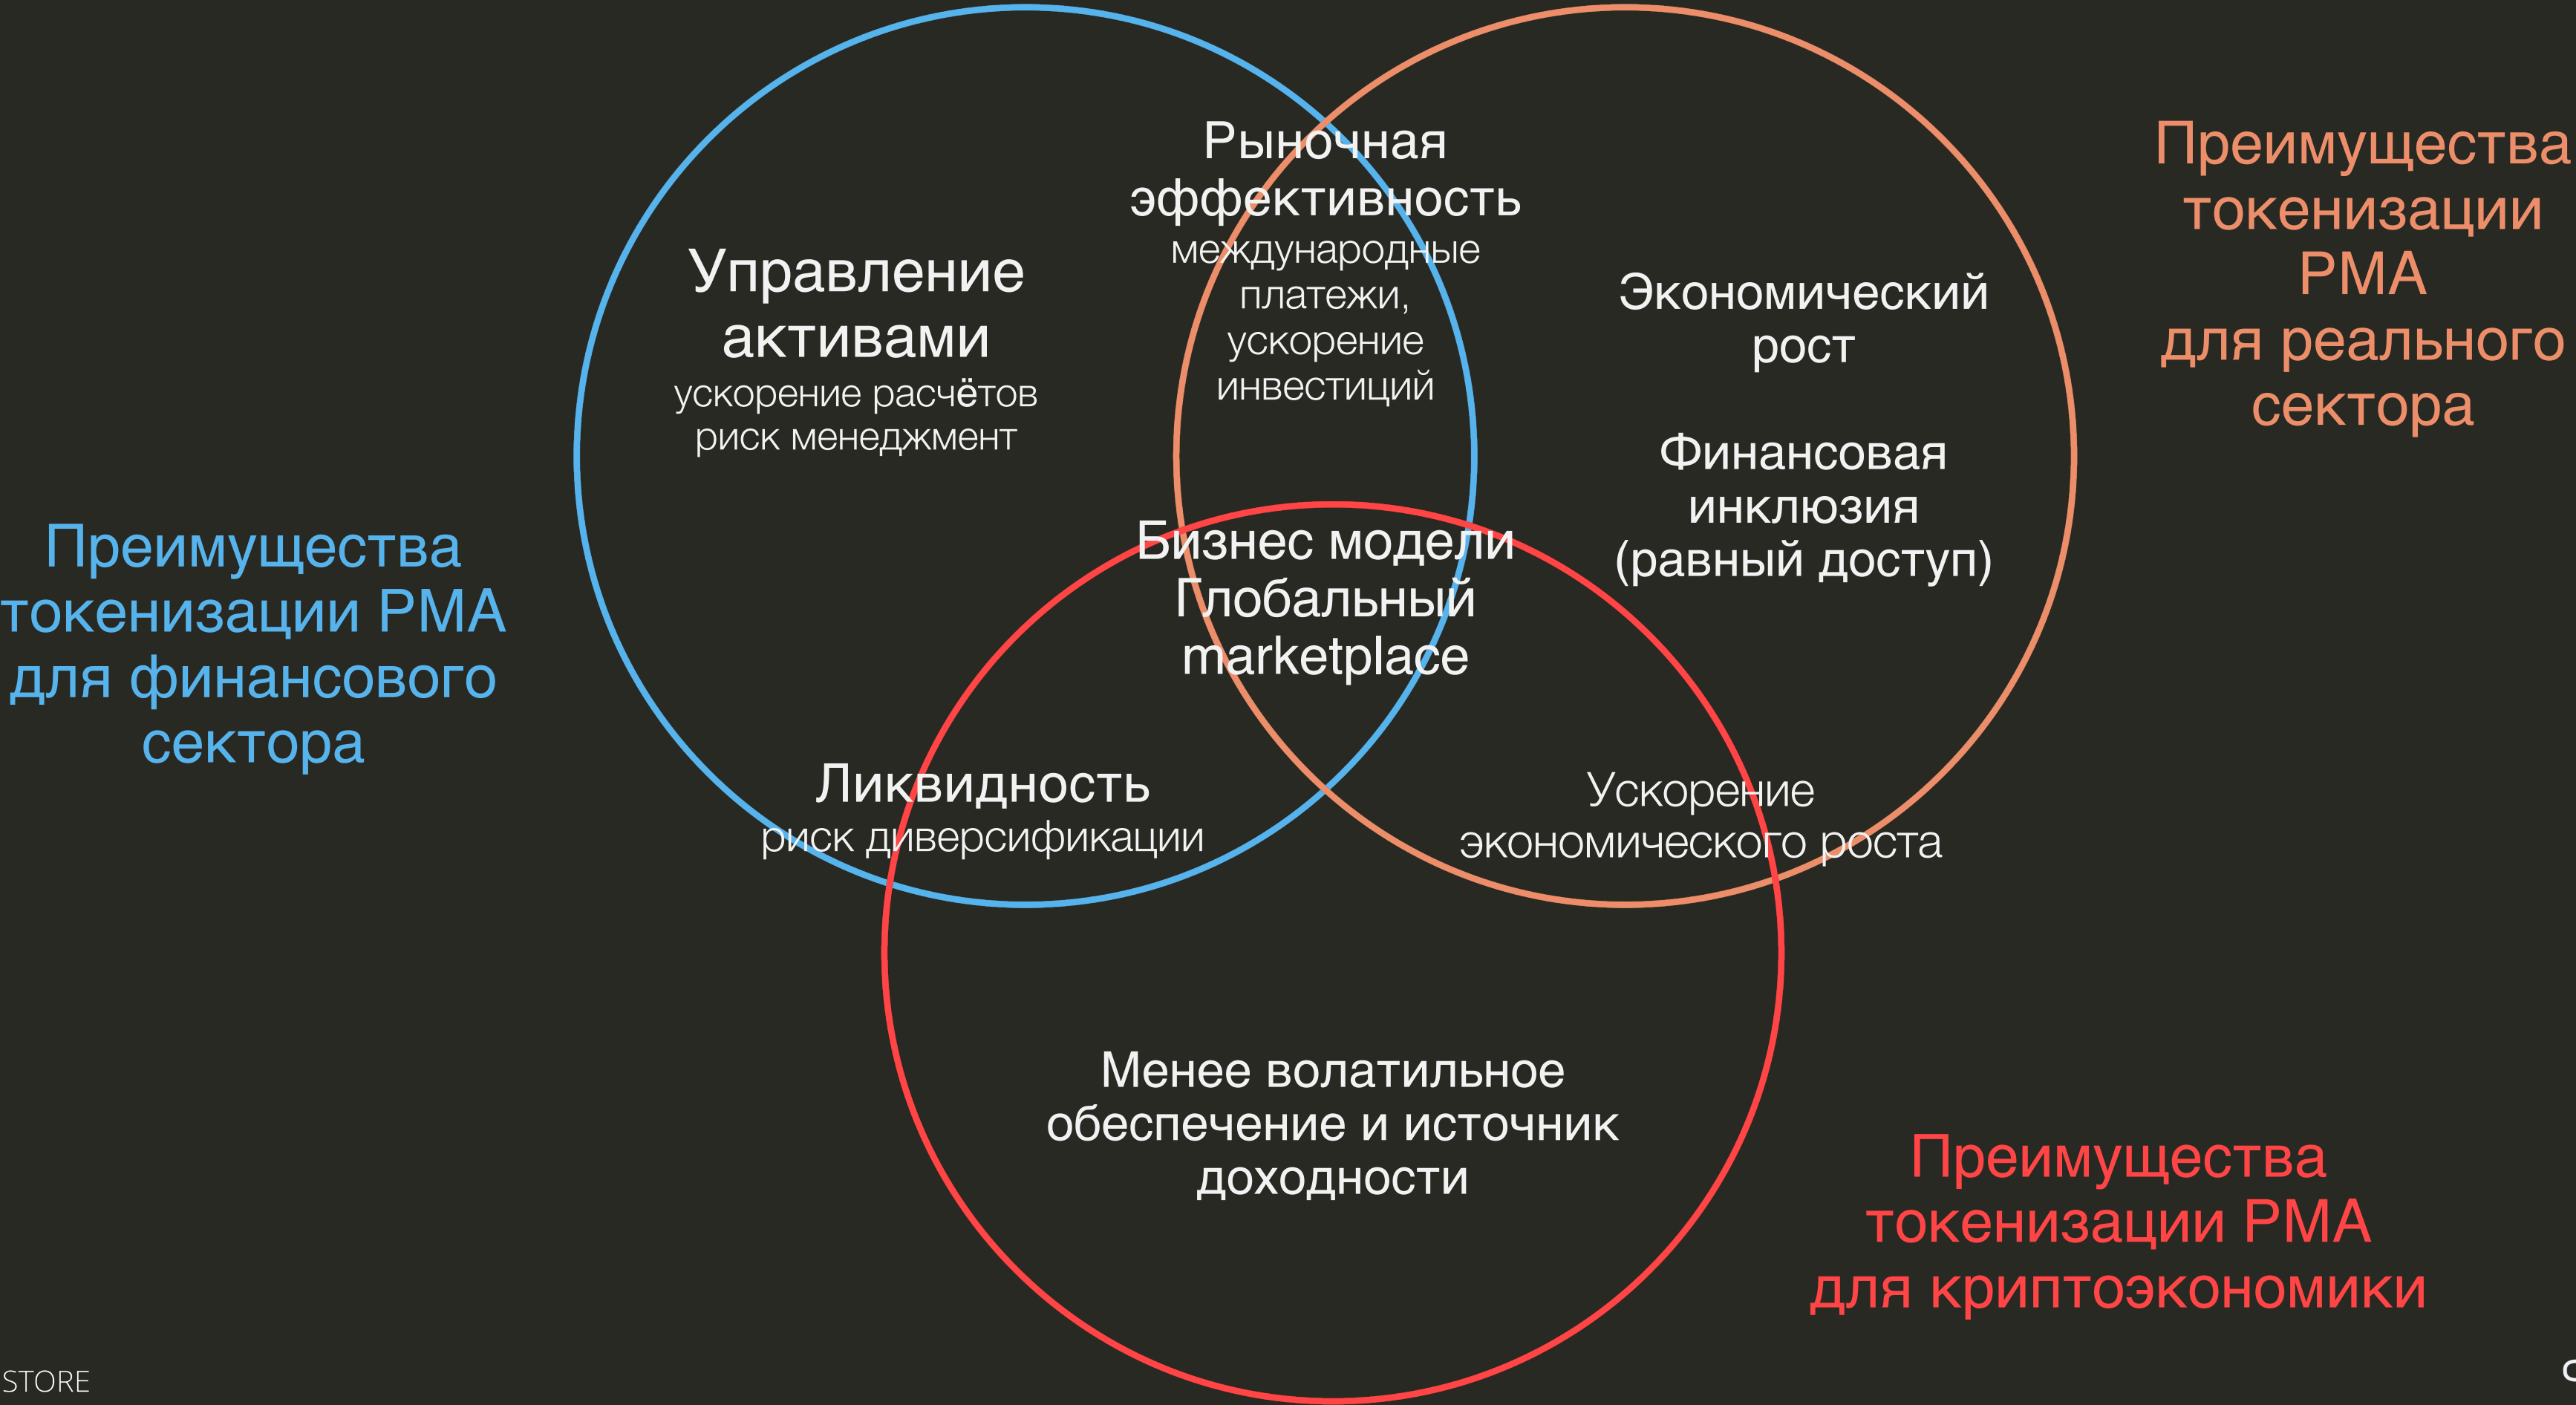 Рыночная
эффективность
международные
платежи,
ускорение
инвестиций
Управление
активами
ускорение расчётов
риск менеджмент
Экономический
рост
Финансовая
инклюзия
(равный доступ)
Преимущества
токенизации
РМА
для реального
сектора
Преимущества
токенизации РМА
для финансового
сектора
Бизнес модели
Глобальный
marketplace
Ликвидность
риск диверсификации
Ускорение
экономического роста
Менее волатильное
обеспечение и источник
доходности
Преимущества
токенизации РМА
для криптоэкономики
STORE